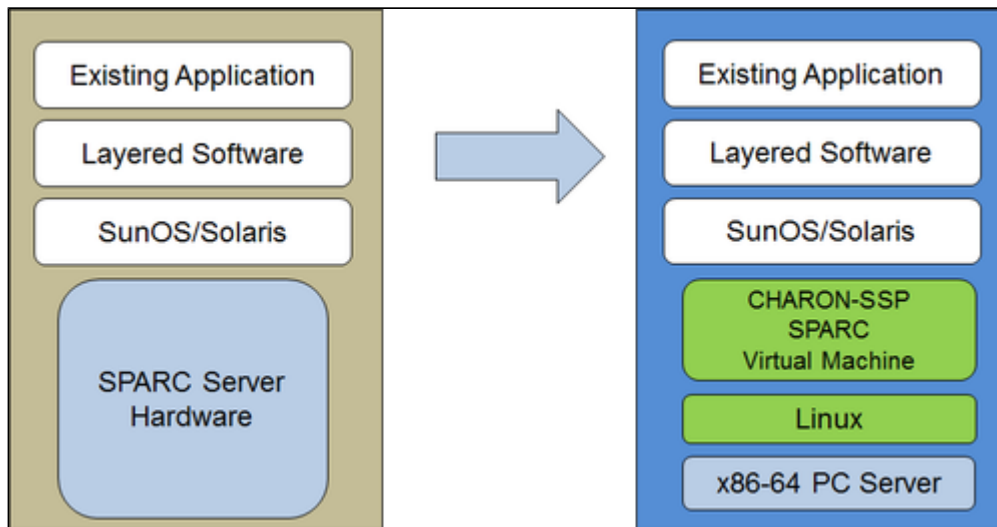 Existing Application
Layered Software
SunOS/Solaris
SPARC Server
Hardware
Existing Application
Layered Software
SunOS/Solaris
CHARON-SSP
SPARC
Virtual Machine
Linux
x86-64 PC Server